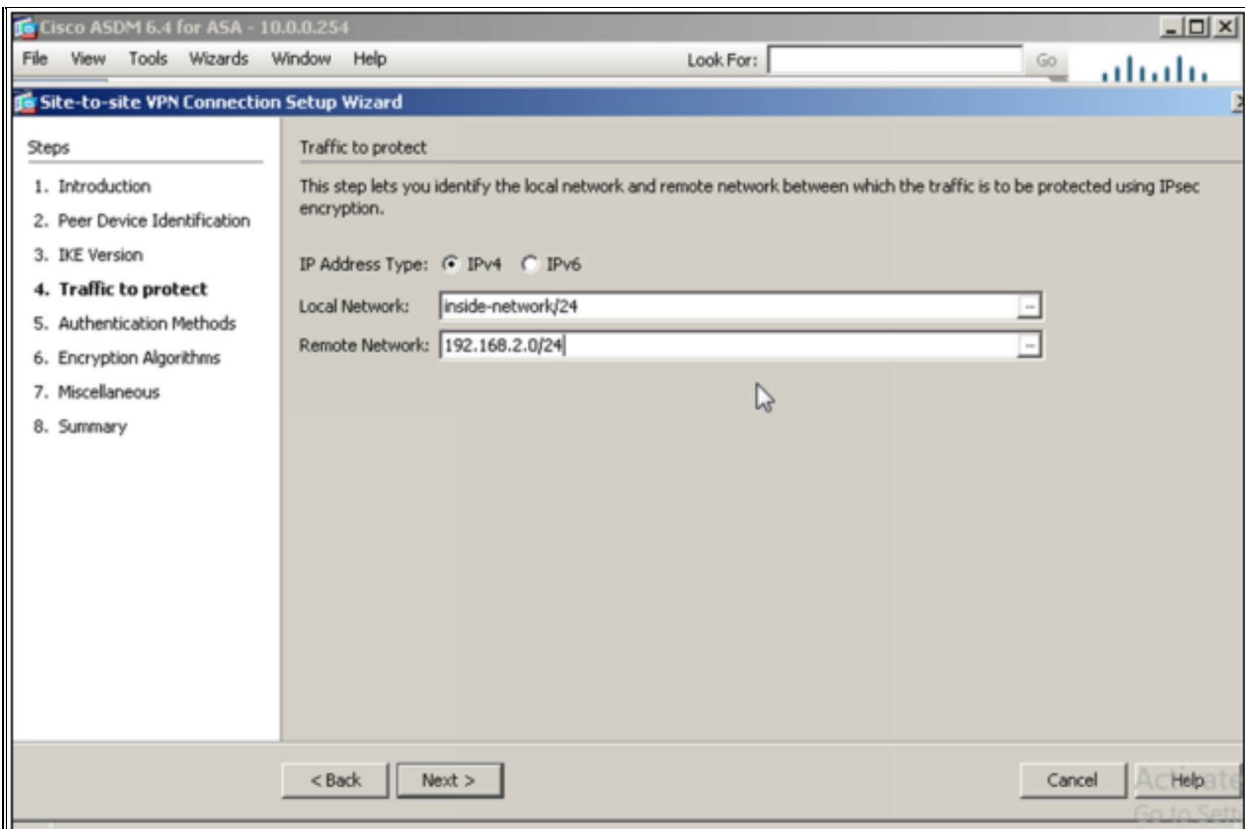 Cisco ASDM 6.4 for ASA - 10.0.0.254
File View Tools Wizards Window Help Look For: Go
Site-to-site VPN Connection Setup Wizard
Steps
1. Introduction
2. Peer Device Identification
3. IKE Version
4. Traffic to protect
5. Authentication Methods
6. Encryption Algorithms
7. Miscellaneous
8. Summary
Traffic to protect
This step lets you identify the local network and remote network between which the traffic is to be protected using IPsec
encryption.
IP Address Type: IPv4 IPv6
Local Network: inside-network/24 ...
Remote Network: 192.168.2.0/24 ...
< Back Next > Cancel Help
Activate
Go to Sett